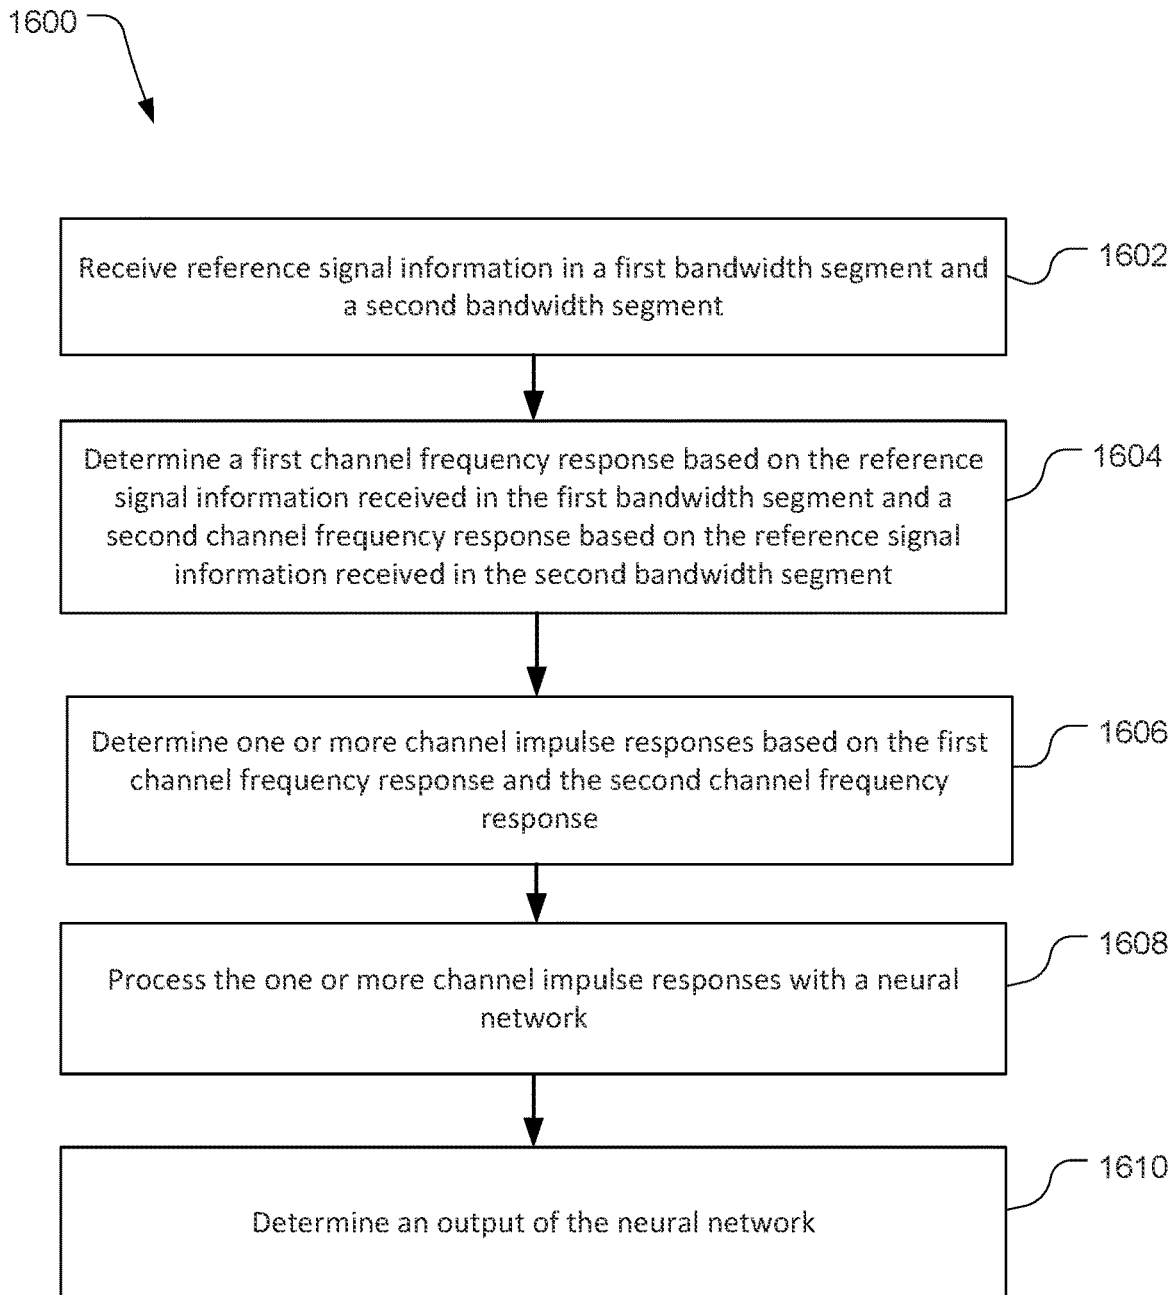 1600
Receive reference signal information in a first bandwidth segment and
a second bandwidth segment
1602
Determine a first channel frequency response based on the reference
signal information received in the first bandwidth segment and a
second channel frequency response based on the reference signal
information received in the second bandwidth segment
1604
Determine one or more channel impulse responses based on the first
channel frequency response and the second channel frequency
response
1606
Process the one or more channel impulse responses with a neural
network
1608
Determine an output of the neural network
1610